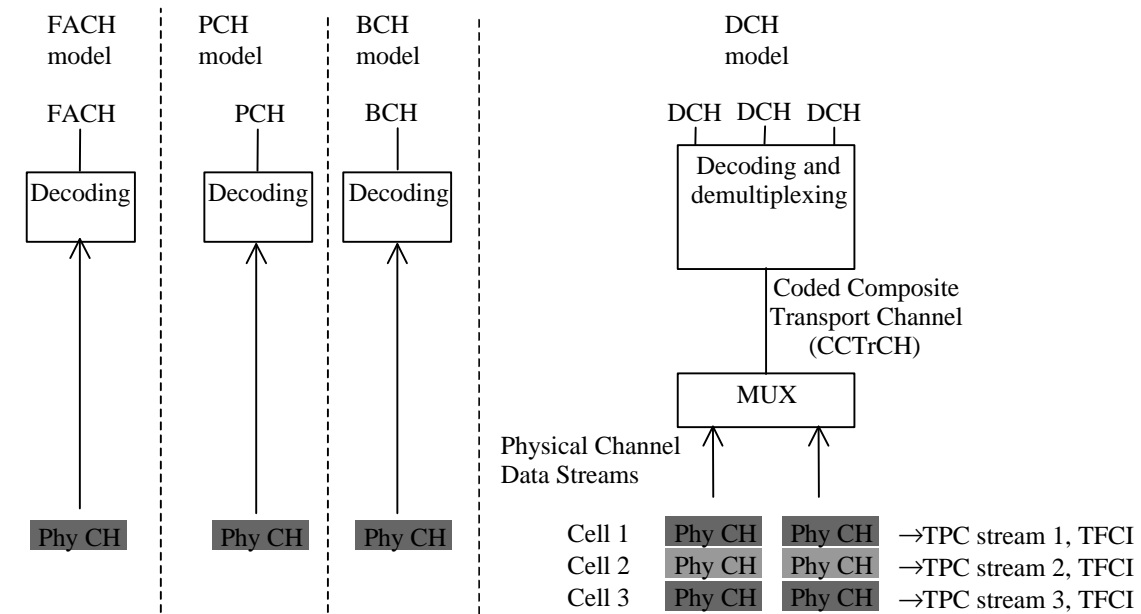 FACH
model
PCH
model
BCH
model
DCH
model
FACH
PCH
BCH
DCH DCH DCH
Decoding
Decoding
Decoding
Decoding and
demultiplexing
Coded Composite
Transport Channel
(CCTrCH)
MUX
Physical Channel
Data Streams
Phy CH
Phy CH
Phy CH
Cell 1 Phy CH Phy CH →TPC stream 1, TFCI
Cell 2 Phy CH Phy CH →TPC stream 2, TFCI
Cell 3 Phy CH Phy CH →TPC stream 3, TFCI